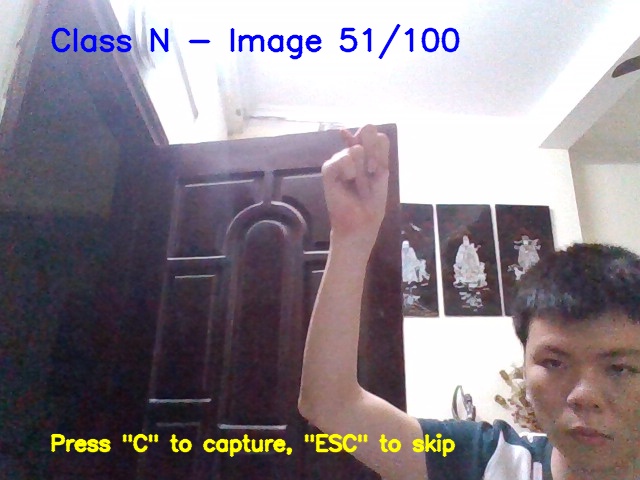 Class N - Image 51/100
Press "C" to capture, "ESC" to skip